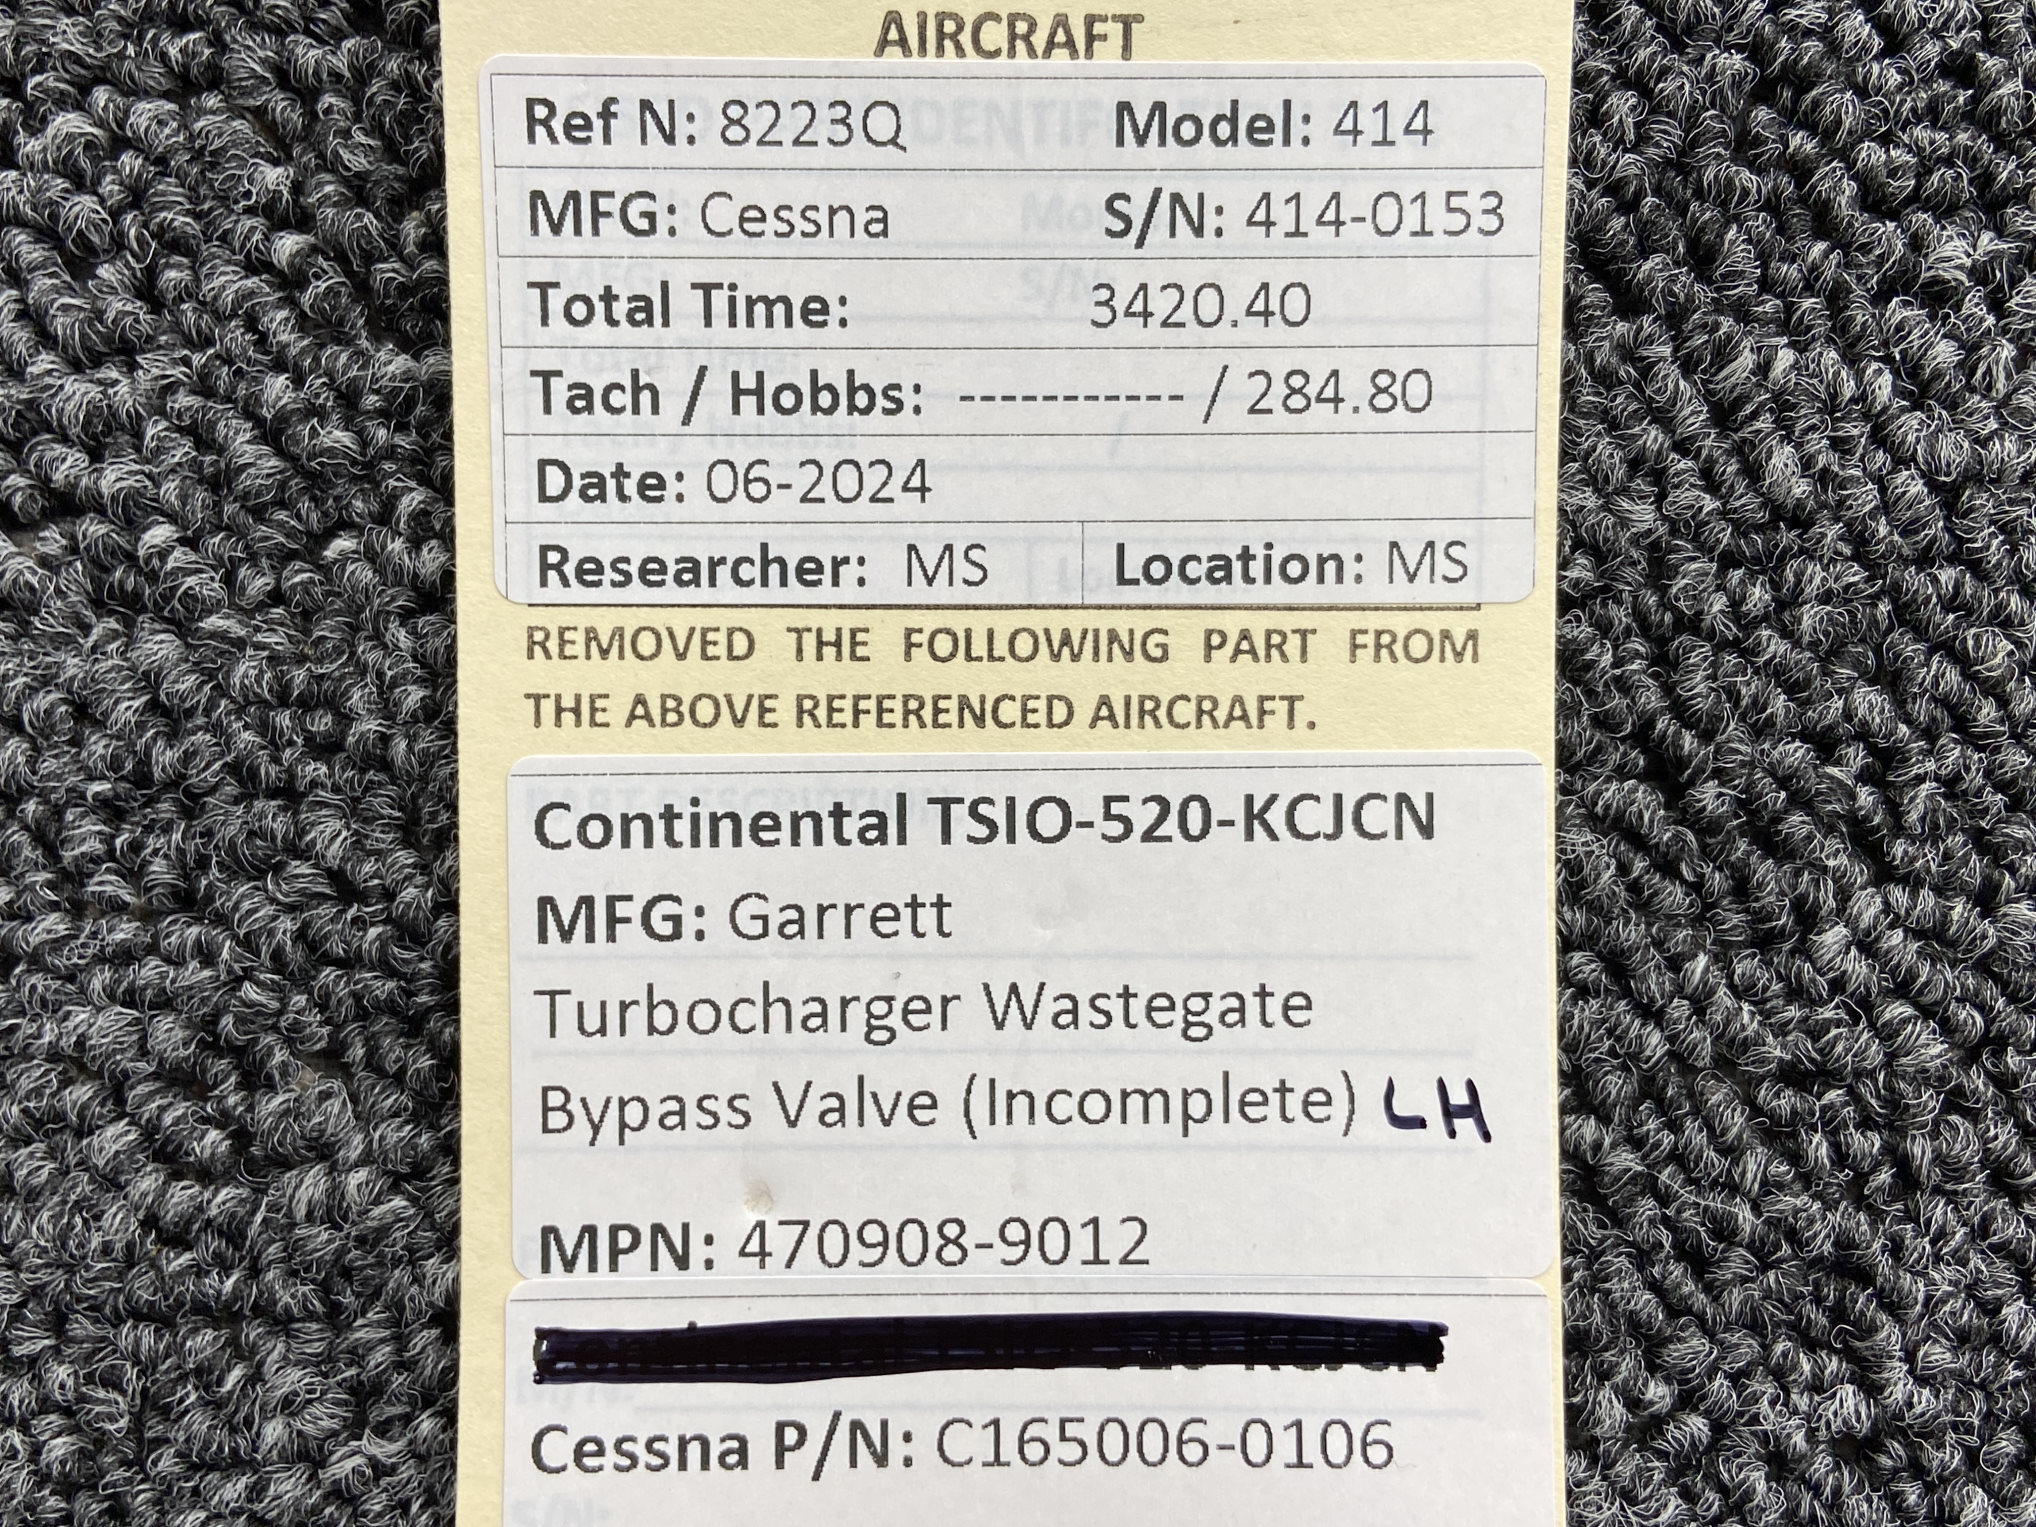 AIRCRAFT
Ref N: 8223Q Model: 414
MFG: Cessna S/N: 414-0153
Total Time: 3420.40
Tach / Hobbs: ----------- / 284.80
Date: 06-2024
Researcher: MS Location: MS
REMOVED THE FOLLOWING PART FROM
THE ABOVE REFERENCED AIRCRAFT.
Continental TSIO-520-KCJCN
MFG: Garrett
Turbocharger Wastegate
Bypass Valve (Incomplete) LH
MPN: 470908-9012
Cessna P/N: C165006-0106